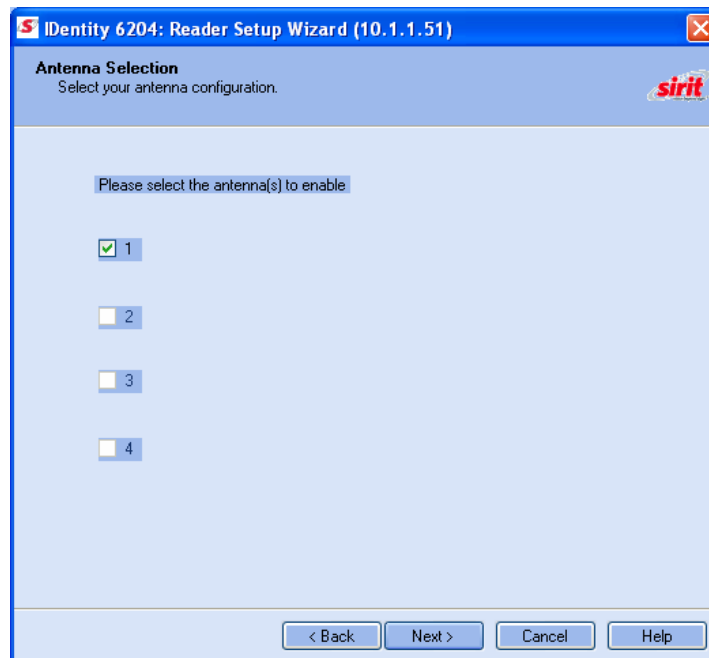 IDentity 6204: Reader Setup Wizard (10.1.1.51)
Antenna Selection
Select your antenna configuration.
sirit
Please select the antenna(s) to enable
1
2
3
4
< Back Next > Cancel Help